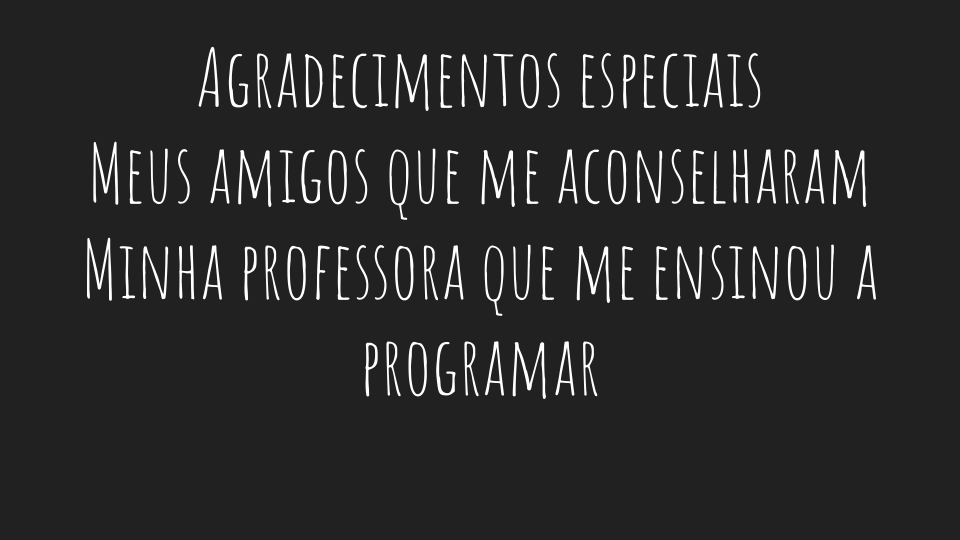 Agradecimentos especiais
Meus amigos que me aconselharam
Minha professora que me ensinou a
programar